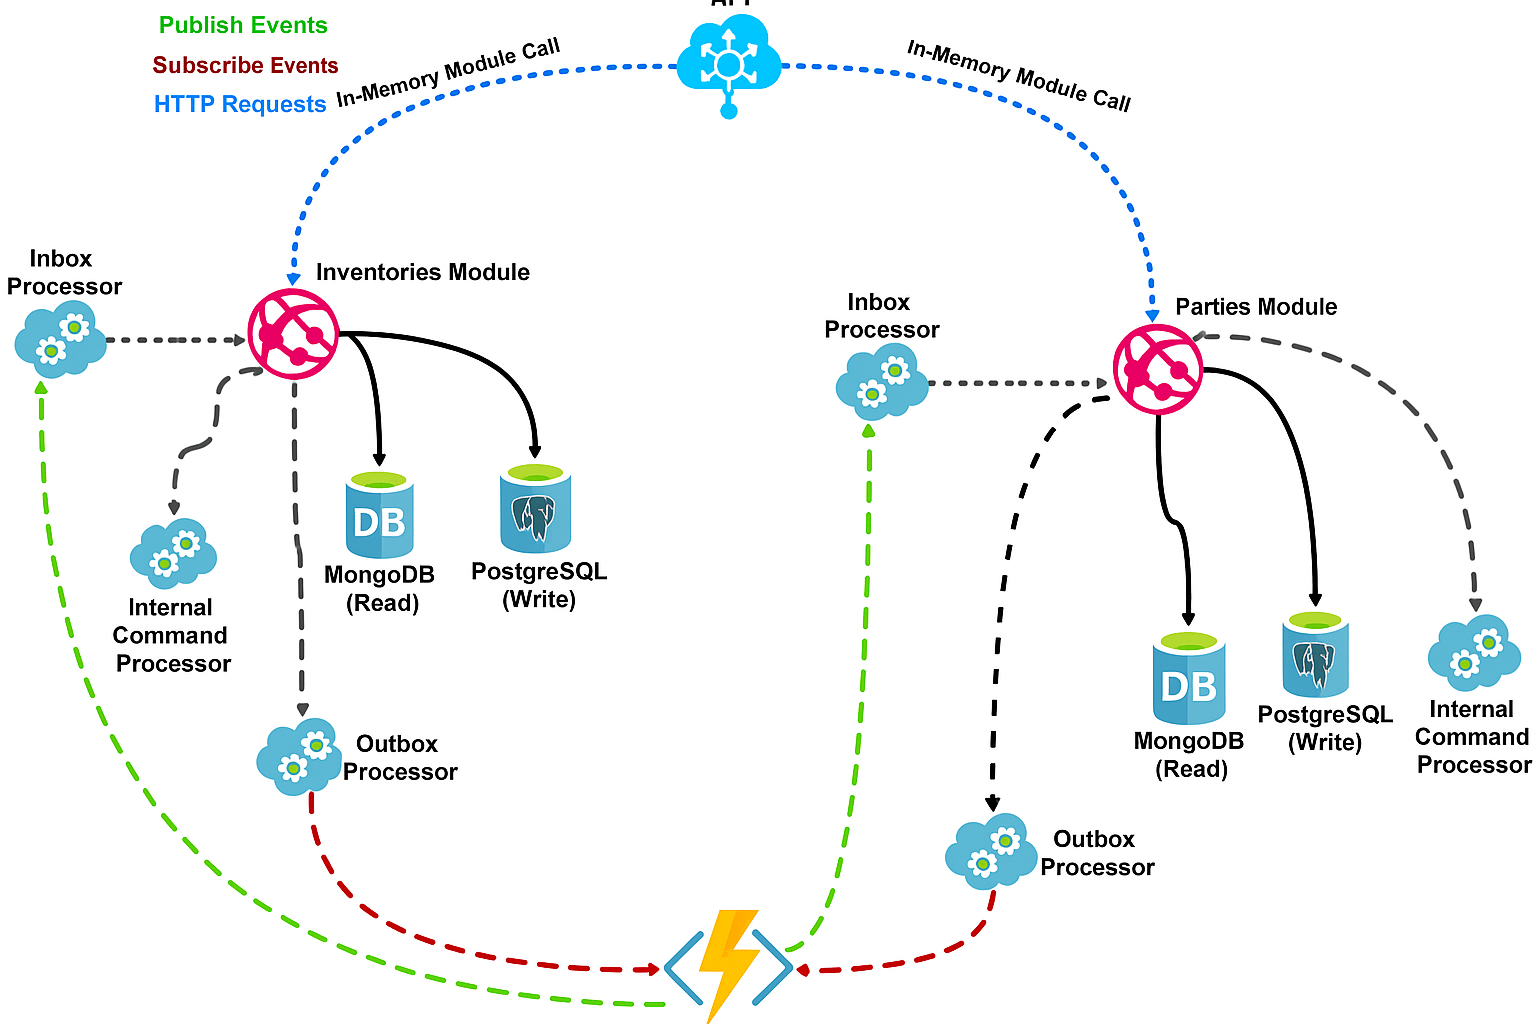 API
Publish Events
Subscribe Events
HTTP Requests
In-Memory Module Call
In-Memory Module Call
Inbox
Processor
Inventories Module
Inbox
Processor
Parties Module
DB
MongoDB
(Read)
PostgreSQL
(Write)
Internal
Command
Processor
Outbox
Processor
DB
MongoDB
(Read)
PostgreSQL
(Write)
Internal
Command
Processor
Outbox
Processor